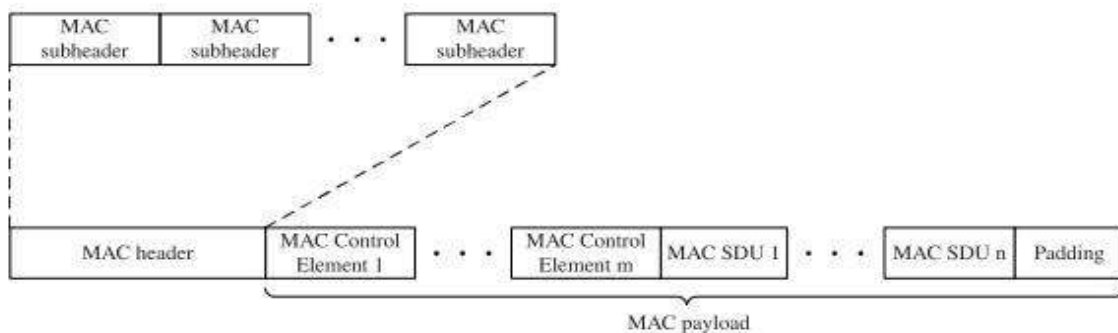 MAC
subheader
MAC
subheader
. . .
MAC
subheader
MAC header
MAC Control
Element 1
. . .
MAC Control
Element m
MAC SDU 1
. . .
MAC SDU n
Padding
MAC payload